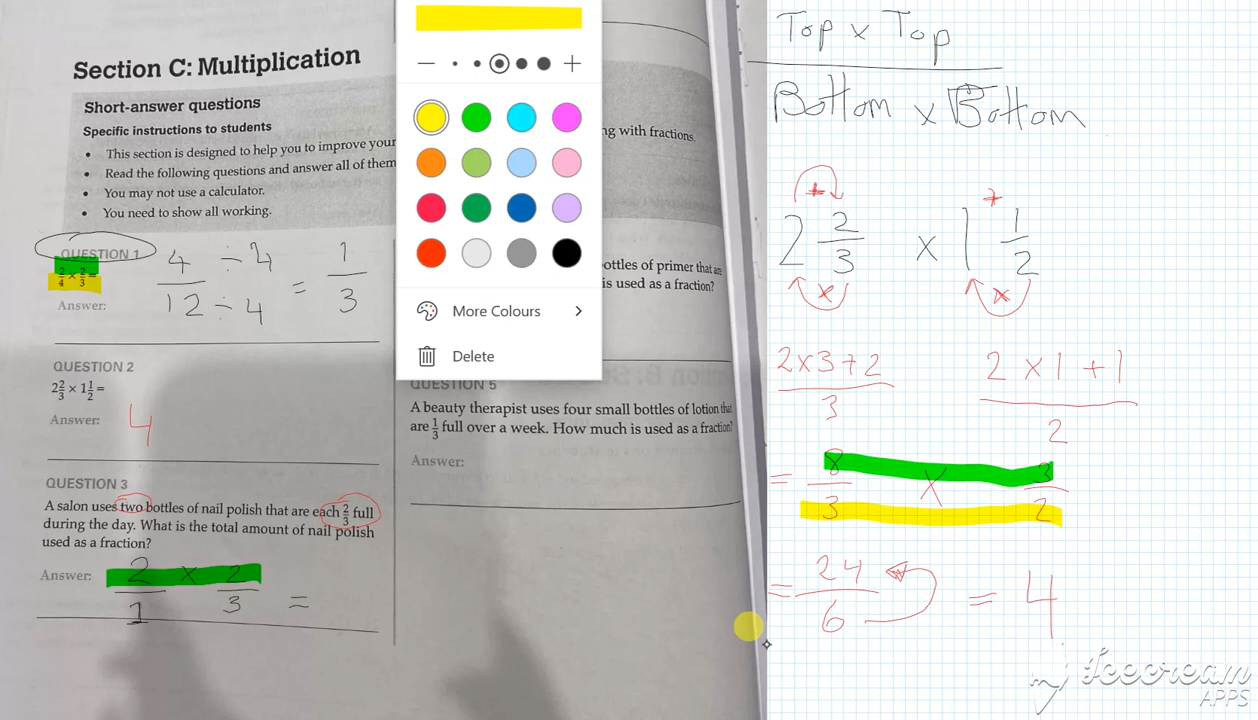 Section C: Multiplication
Short-answer questions
Specific instructions to students
• This section is designed to help you to improve your
• Read the following questions and answer all of them
• You may not use a calculator.
• You need to show all working.
QUESTION 1
2/4 × 2/3 =
Answer:
4/12 ÷ 4/4 = 1/3
QUESTION 2
2 2/3 × 1 1/2 =
Answer:
4
QUESTION 3
A salon uses two bottles of nail polish that are each 2/3 full
during the day. What is the total amount of nail polish
used as a fraction?
Answer:
2/1 × 2/3 =
More Colours
Delete
ng with fractions.
ottles of primer that are
is used as a fraction?
QUESTION 5
A beauty therapist uses four small bottles of lotion that
are 1/3 full over a week. How much is used as a fraction?
Answer:
Top × Top
Bottom × Bottom
+
+
2 2/3 × 1 1/2
×
×
2×3+2/3
2×1+1/2
= 8/3 × 3/2
= 24/6 = 4
Icecream
APPS